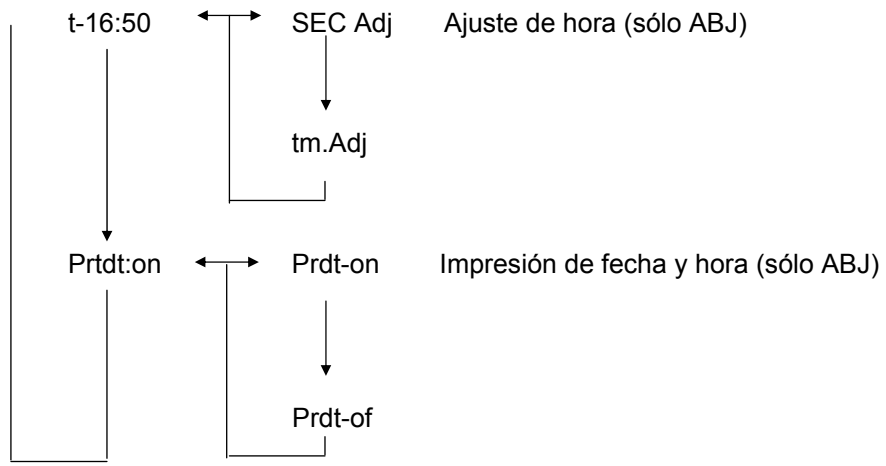 t-16:50 SEC Adj Ajuste de hora (sólo ABJ)
tm.Adj
Prtdt:on Prdt-on Impresión de fecha y hora (sólo ABJ)
Prdt-of